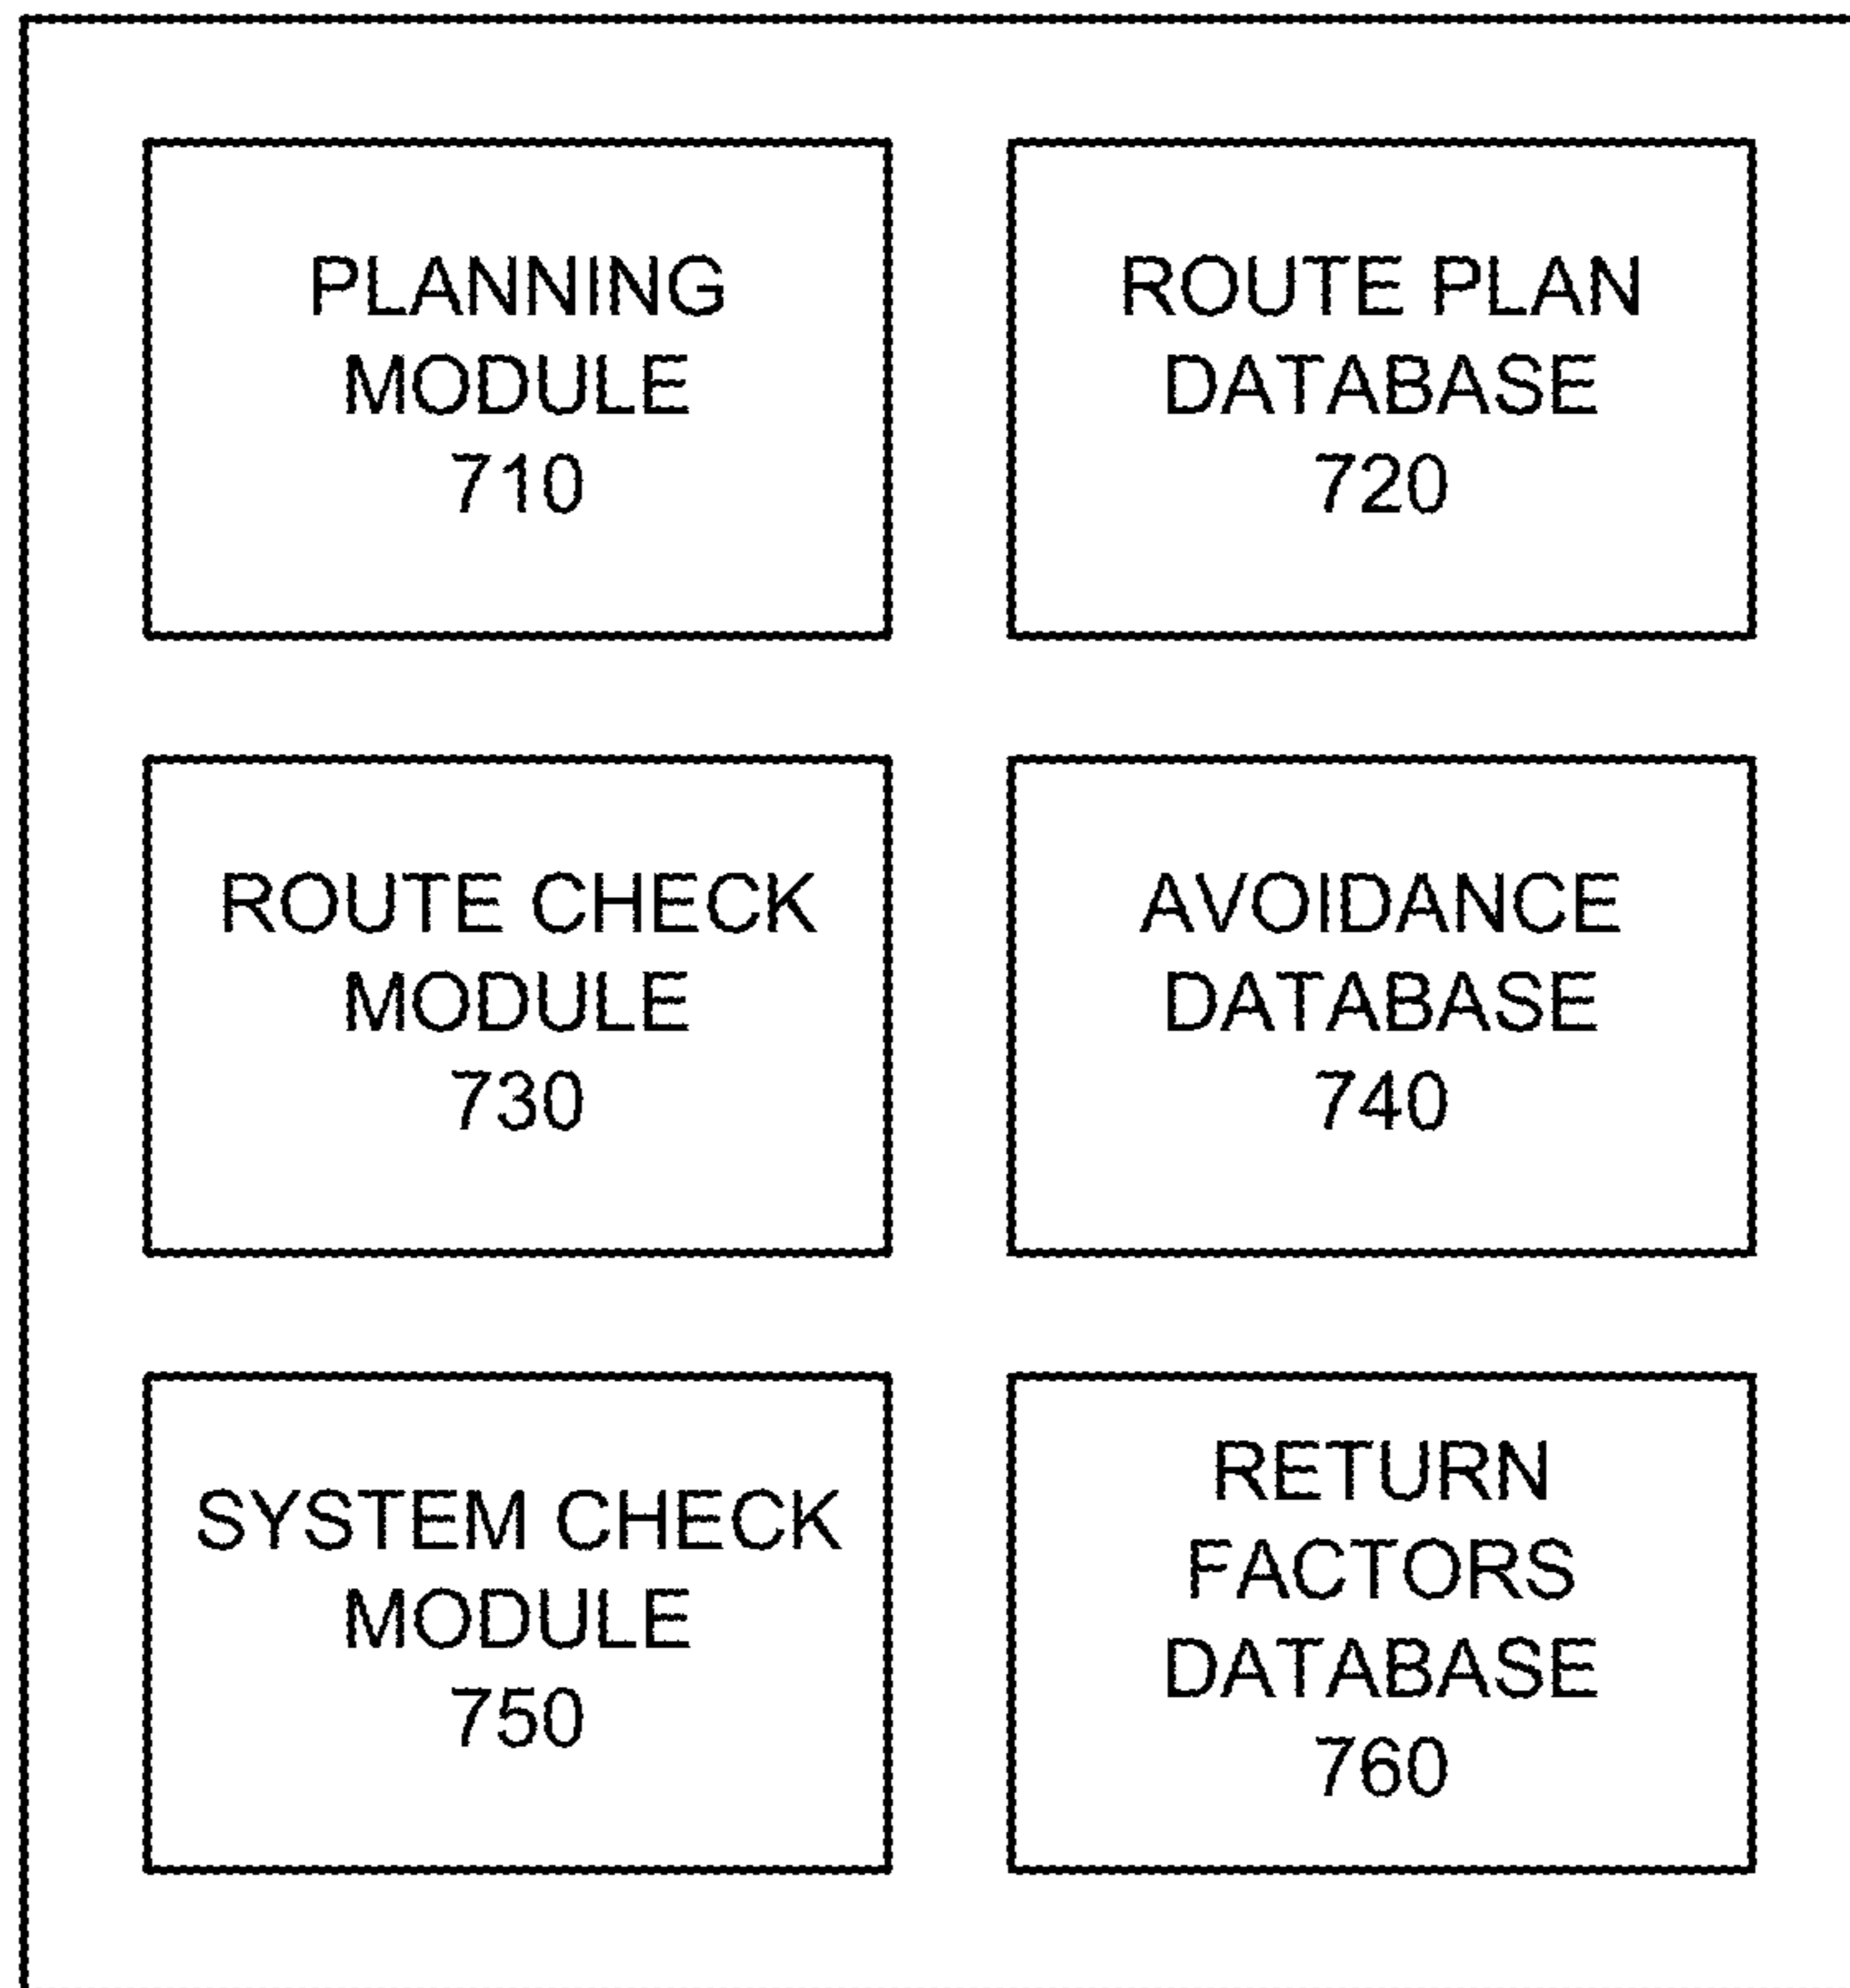 PLANNING
MODULE
710
ROUTE PLAN
DATABASE
720
ROUTE CHECK
MODULE
730
AVOIDANCE
DATABASE
740
SYSTEM CHECK
MODULE
750
RETURN
FACTORS
DATABASE
760